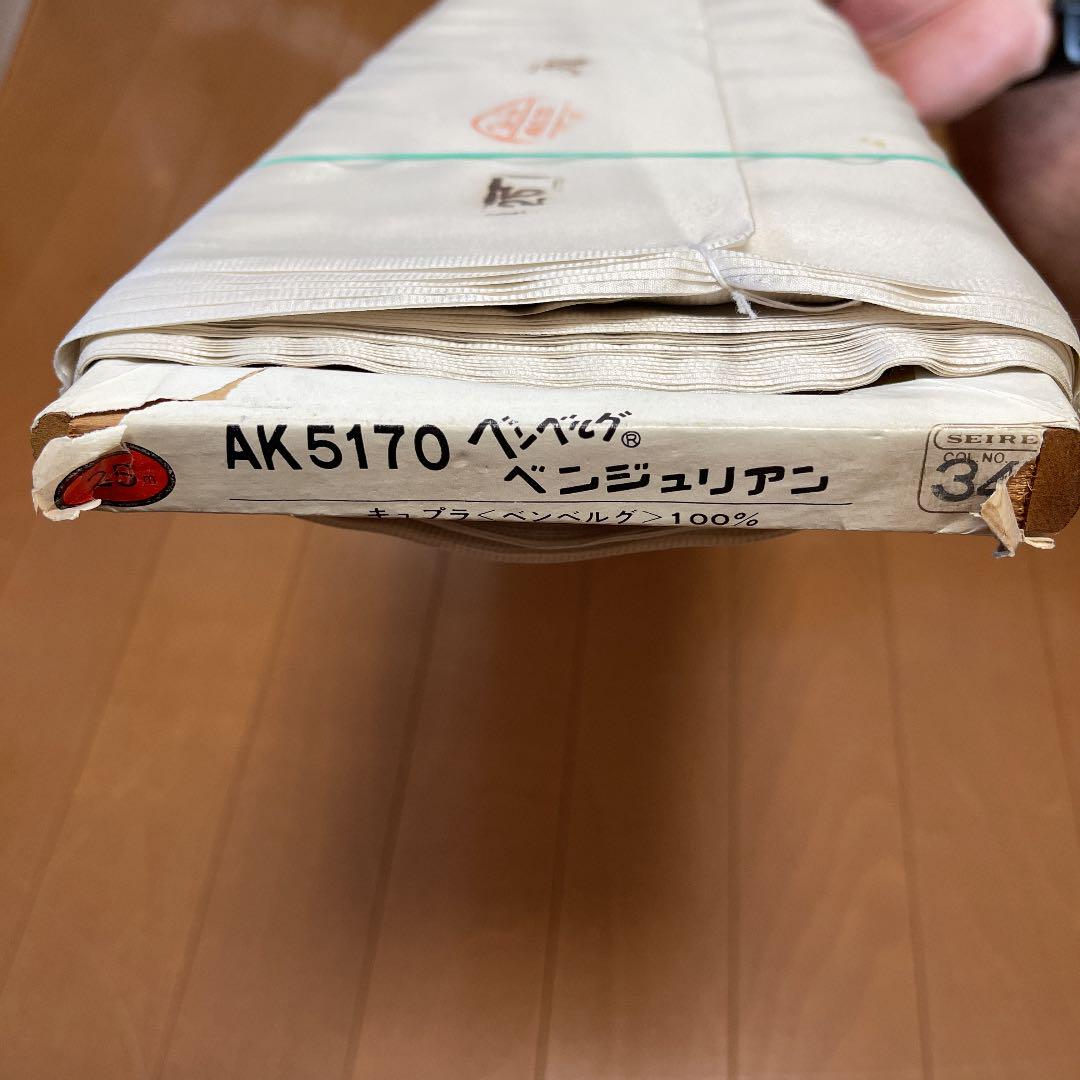 AK5170 ベンベルグ®
ベンジュリアン
キュプラ<ベンベルグ>100%
25m
SEIRE
COL NO.
34